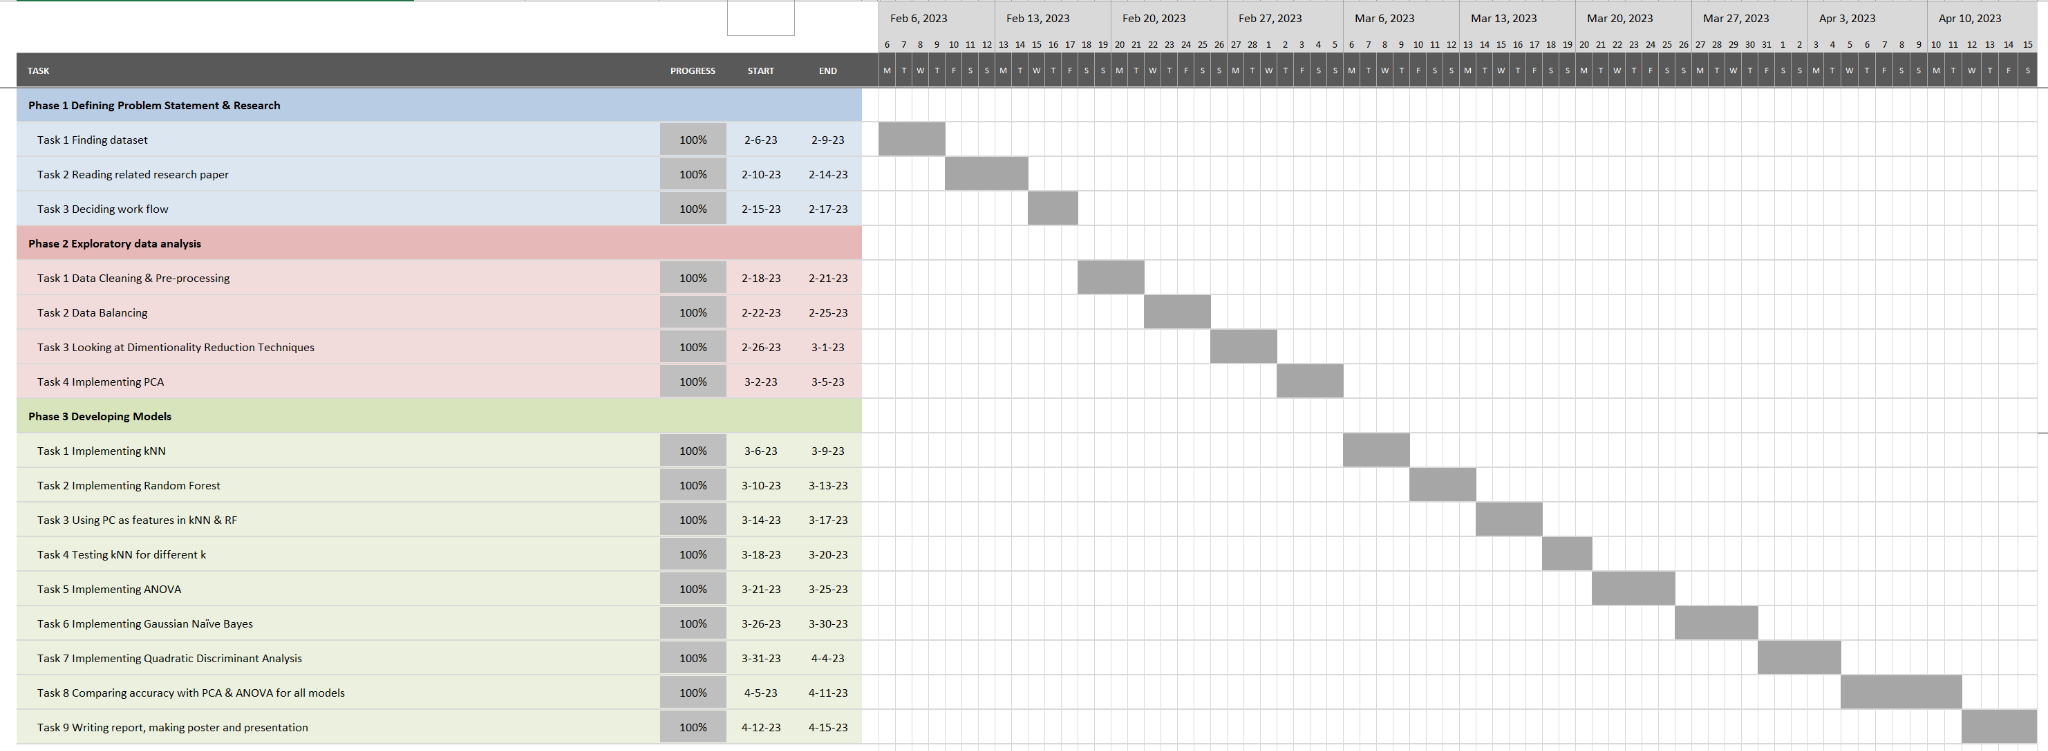 Feb 6, 2023 Feb 13, 2023 Feb 20, 2023 Feb 27, 2023 Mar 6, 2023 Mar 13, 2023 Mar 20, 2023 Mar 27, 2023 Apr 3, 2023 Apr 10, 2023
6 7 8 9 10 11 12 13 14 15 16 17 18 19 20 21 22 23 24 25 26 27 28 1 2 3 4 5 6 7 8 9 10 11 12 13 14 15 16 17 18 19 20 21 22 23 24 25 26 27 28 29 30 31 1 2 3 4 5 6 7 8 9 10 11 12 13 14 15
TASK PROGRESS START END M T W T F S S M T W T F S S M T W T F S S M T W T F S S M T W T F S S M T W T F S S M T W T F S S M T W T F S S M T W T F S S M T W T F S
Phase 1 Defining Problem Statement & Research
Task 1 Finding dataset 100% 2-6-23 2-9-23
Task 2 Reading related research paper 100% 2-10-23 2-14-23
Task 3 Deciding work flow 100% 2-15-23 2-17-23
Phase 2 Exploratory data analysis
Task 1 Data Cleaning & Pre-processing 100% 2-18-23 2-21-23
Task 2 Data Balancing 100% 2-22-23 2-25-23
Task 3 Looking at Dimentionality Reduction Techniques 100% 2-26-23 3-1-23
Task 4 Implementing PCA 100% 3-2-23 3-5-23
Phase 3 Developing Models
Task 1 Implementing kNN 100% 3-6-23 3-9-23
Task 2 Implementing Random Forest 100% 3-10-23 3-13-23
Task 3 Using PC as features in kNN & RF 100% 3-14-23 3-17-23
Task 4 Testing kNN for different k 100% 3-18-23 3-20-23
Task 5 Implementing ANOVA 100% 3-21-23 3-25-23
Task 6 Implementing Gaussian Naïve Bayes 100% 3-26-23 3-30-23
Task 7 Implementing Quadratic Discriminant Analysis 100% 3-31-23 4-4-23
Task 8 Comparing accuracy with PCA & ANOVA for all models 100% 4-5-23 4-11-23
Task 9 Writing report, making poster and presentation 100% 4-12-23 4-15-23